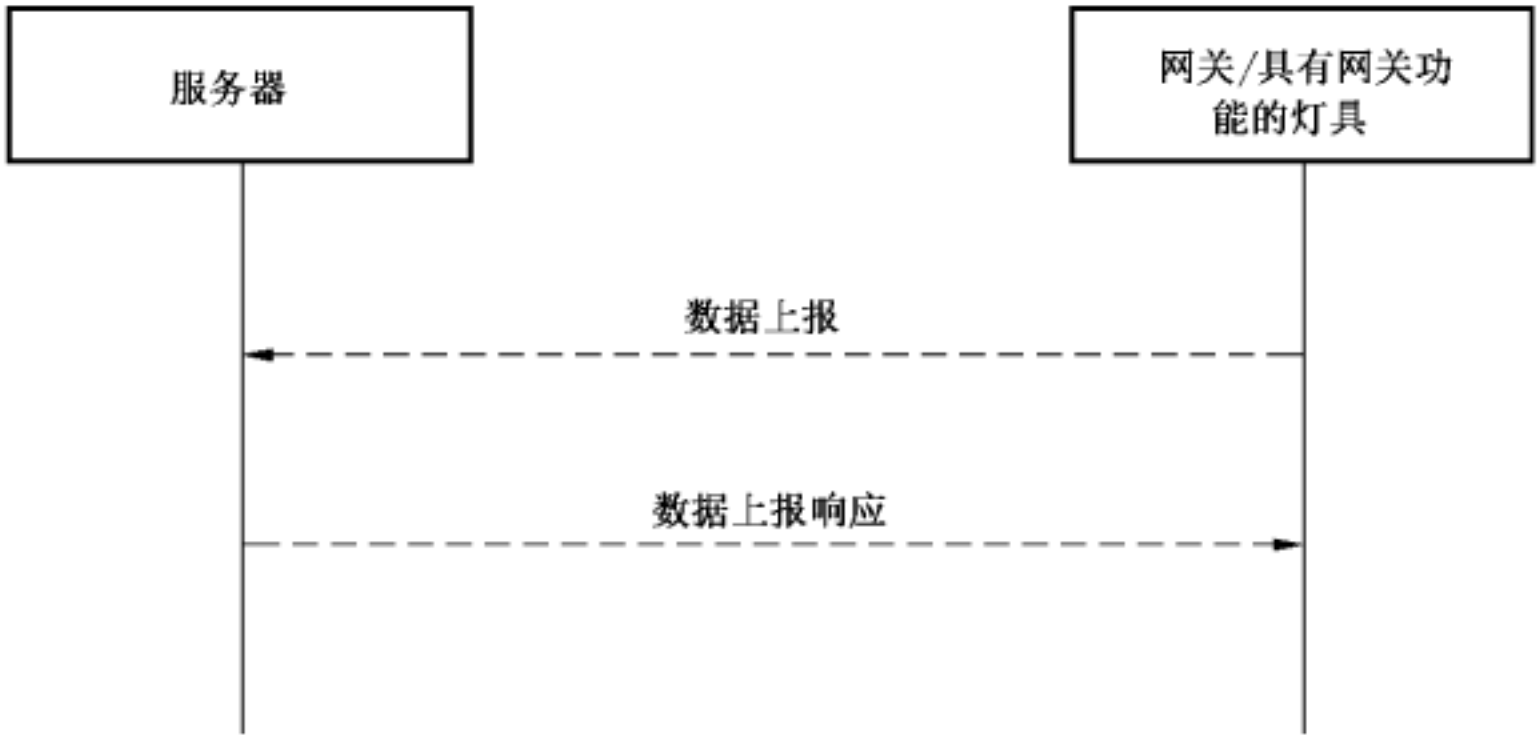 服务器
网关/具有网关功
能的灯具
数据上报
数据上报响应